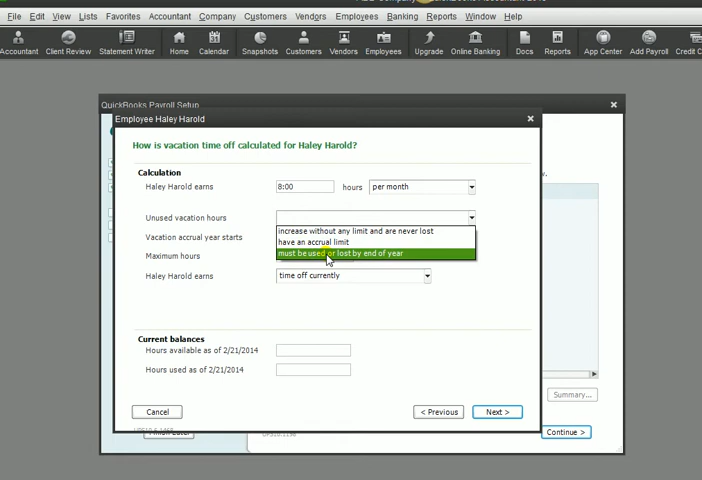 File Edit View Lists Favorites Accountant Company Customers Vendors Employees Banking Reports Window Help
Accountant Client Review Statement Writer Home Calendar Snapshots Customers Vendors Employees Upgrade Online Banking Docs Reports App Center Add Payroll Credit C
QuickBooks Payroll Setup
Employee Haley Harold
How is vacation time off calculated for Haley Harold?
Calculation
Haley Harold earns 8:00 hours per month
Unused vacation hours
increase without any limit and are never lost
Vacation accrual year starts
have an accrual limit
must be used or lost by end of year
Maximum hours
Haley Harold earns time off currently
Current balances
Hours available as of 2/21/2014
Hours used as of 2/21/2014
Summary...
Cancel < Previous Next >
Continue >